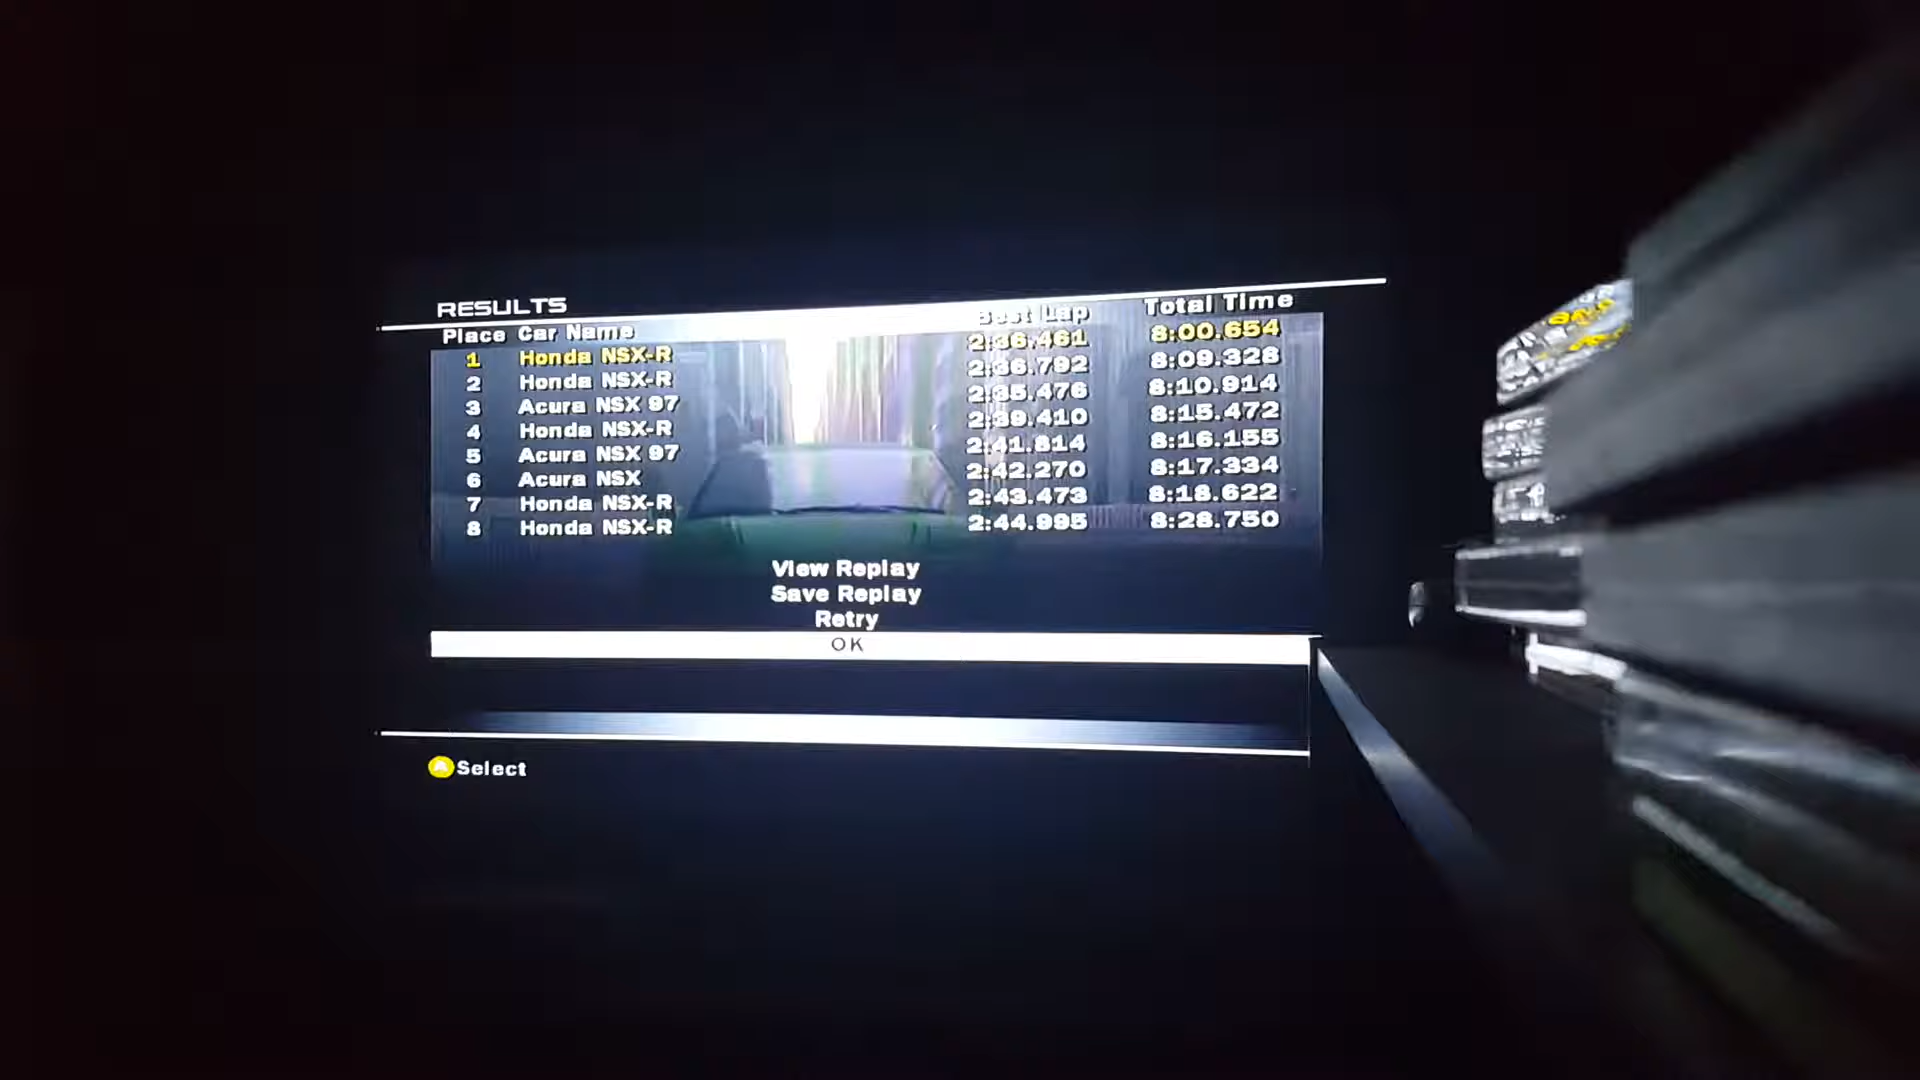 RESULTS
Place Car Name Best Lap Total Time
1 Honda NSX-R 2:36.461 8:00.654
2 Honda NSX-R 2:36.792 8:09.328
3 Acura NSX 97 2:35.476 8:10.914
4 Honda NSX-R 2:39.410 8:15.472
5 Acura NSX 97 2:41.814 8:16.155
6 Acura NSX 2:42.270 8:17.334
7 Honda NSX-R 2:43.473 8:18.622
8 Honda NSX-R 2:44.995 8:28.750
View Replay
Save Replay
Retry
OK
A Select